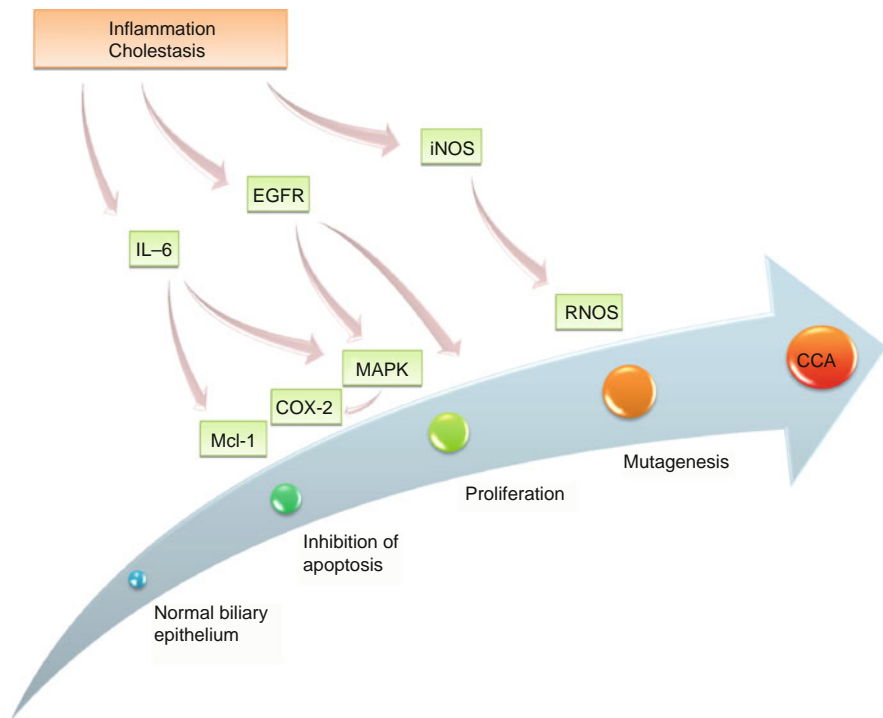 Inflammation
Cholestasis
iNOS
EGFR
IL–6
RNOS
MAPK
CCA
COX-2
Mcl-1
Mutagenesis
Proliferation
Inhibition of
apoptosis
Normal biliary
epithelium